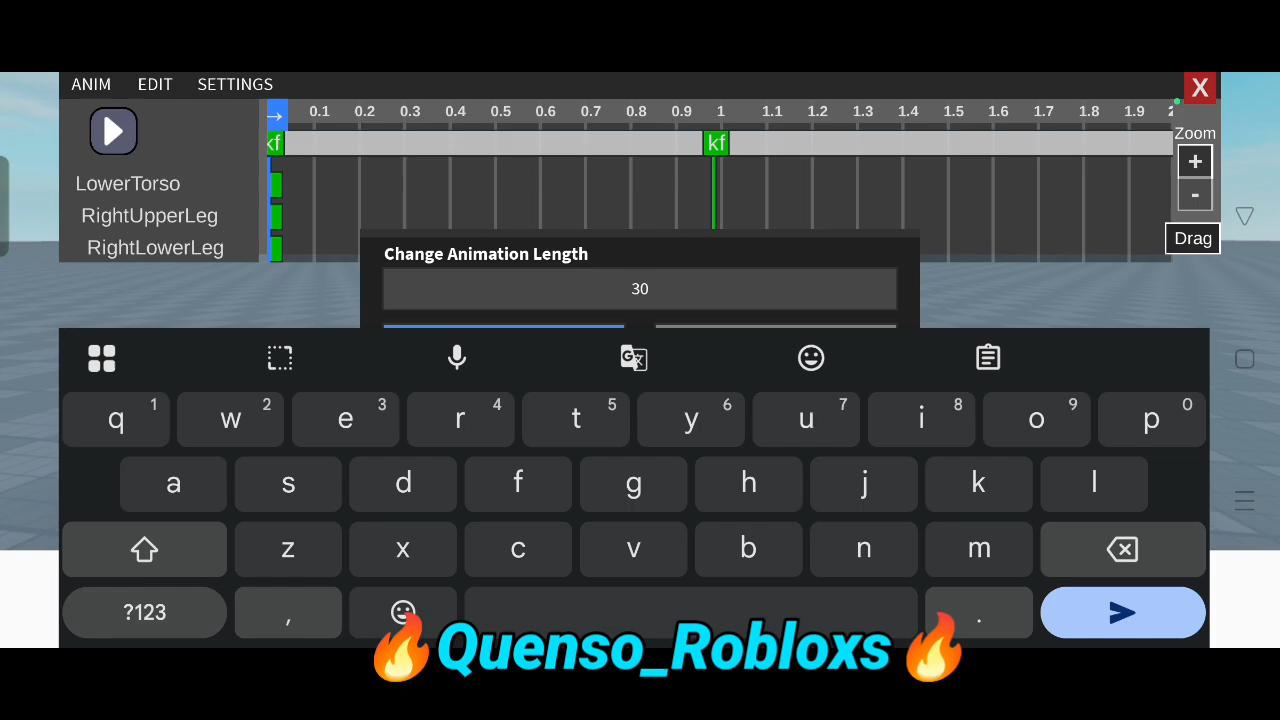 ANIM EDIT SETTINGS X
→ 0.1 0.2 0.3 0.4 0.5 0.6 0.7 0.8 0.9 1 1.1 1.2 1.3 1.4 1.5 1.6 1.7 1.8 1.9 2
kf kf
Zoom
+
-
Drag
LowerTorso
RightUpperLeg
RightLowerLeg
Change Animation Length
30
q 1 w 2 e 3 r 4 t 5 y 6 u 7 i 8 o 9 p 0
a s d f g h j k l
z x c v b n m
?123 , .
🔥Quenso_Robloxs🔥